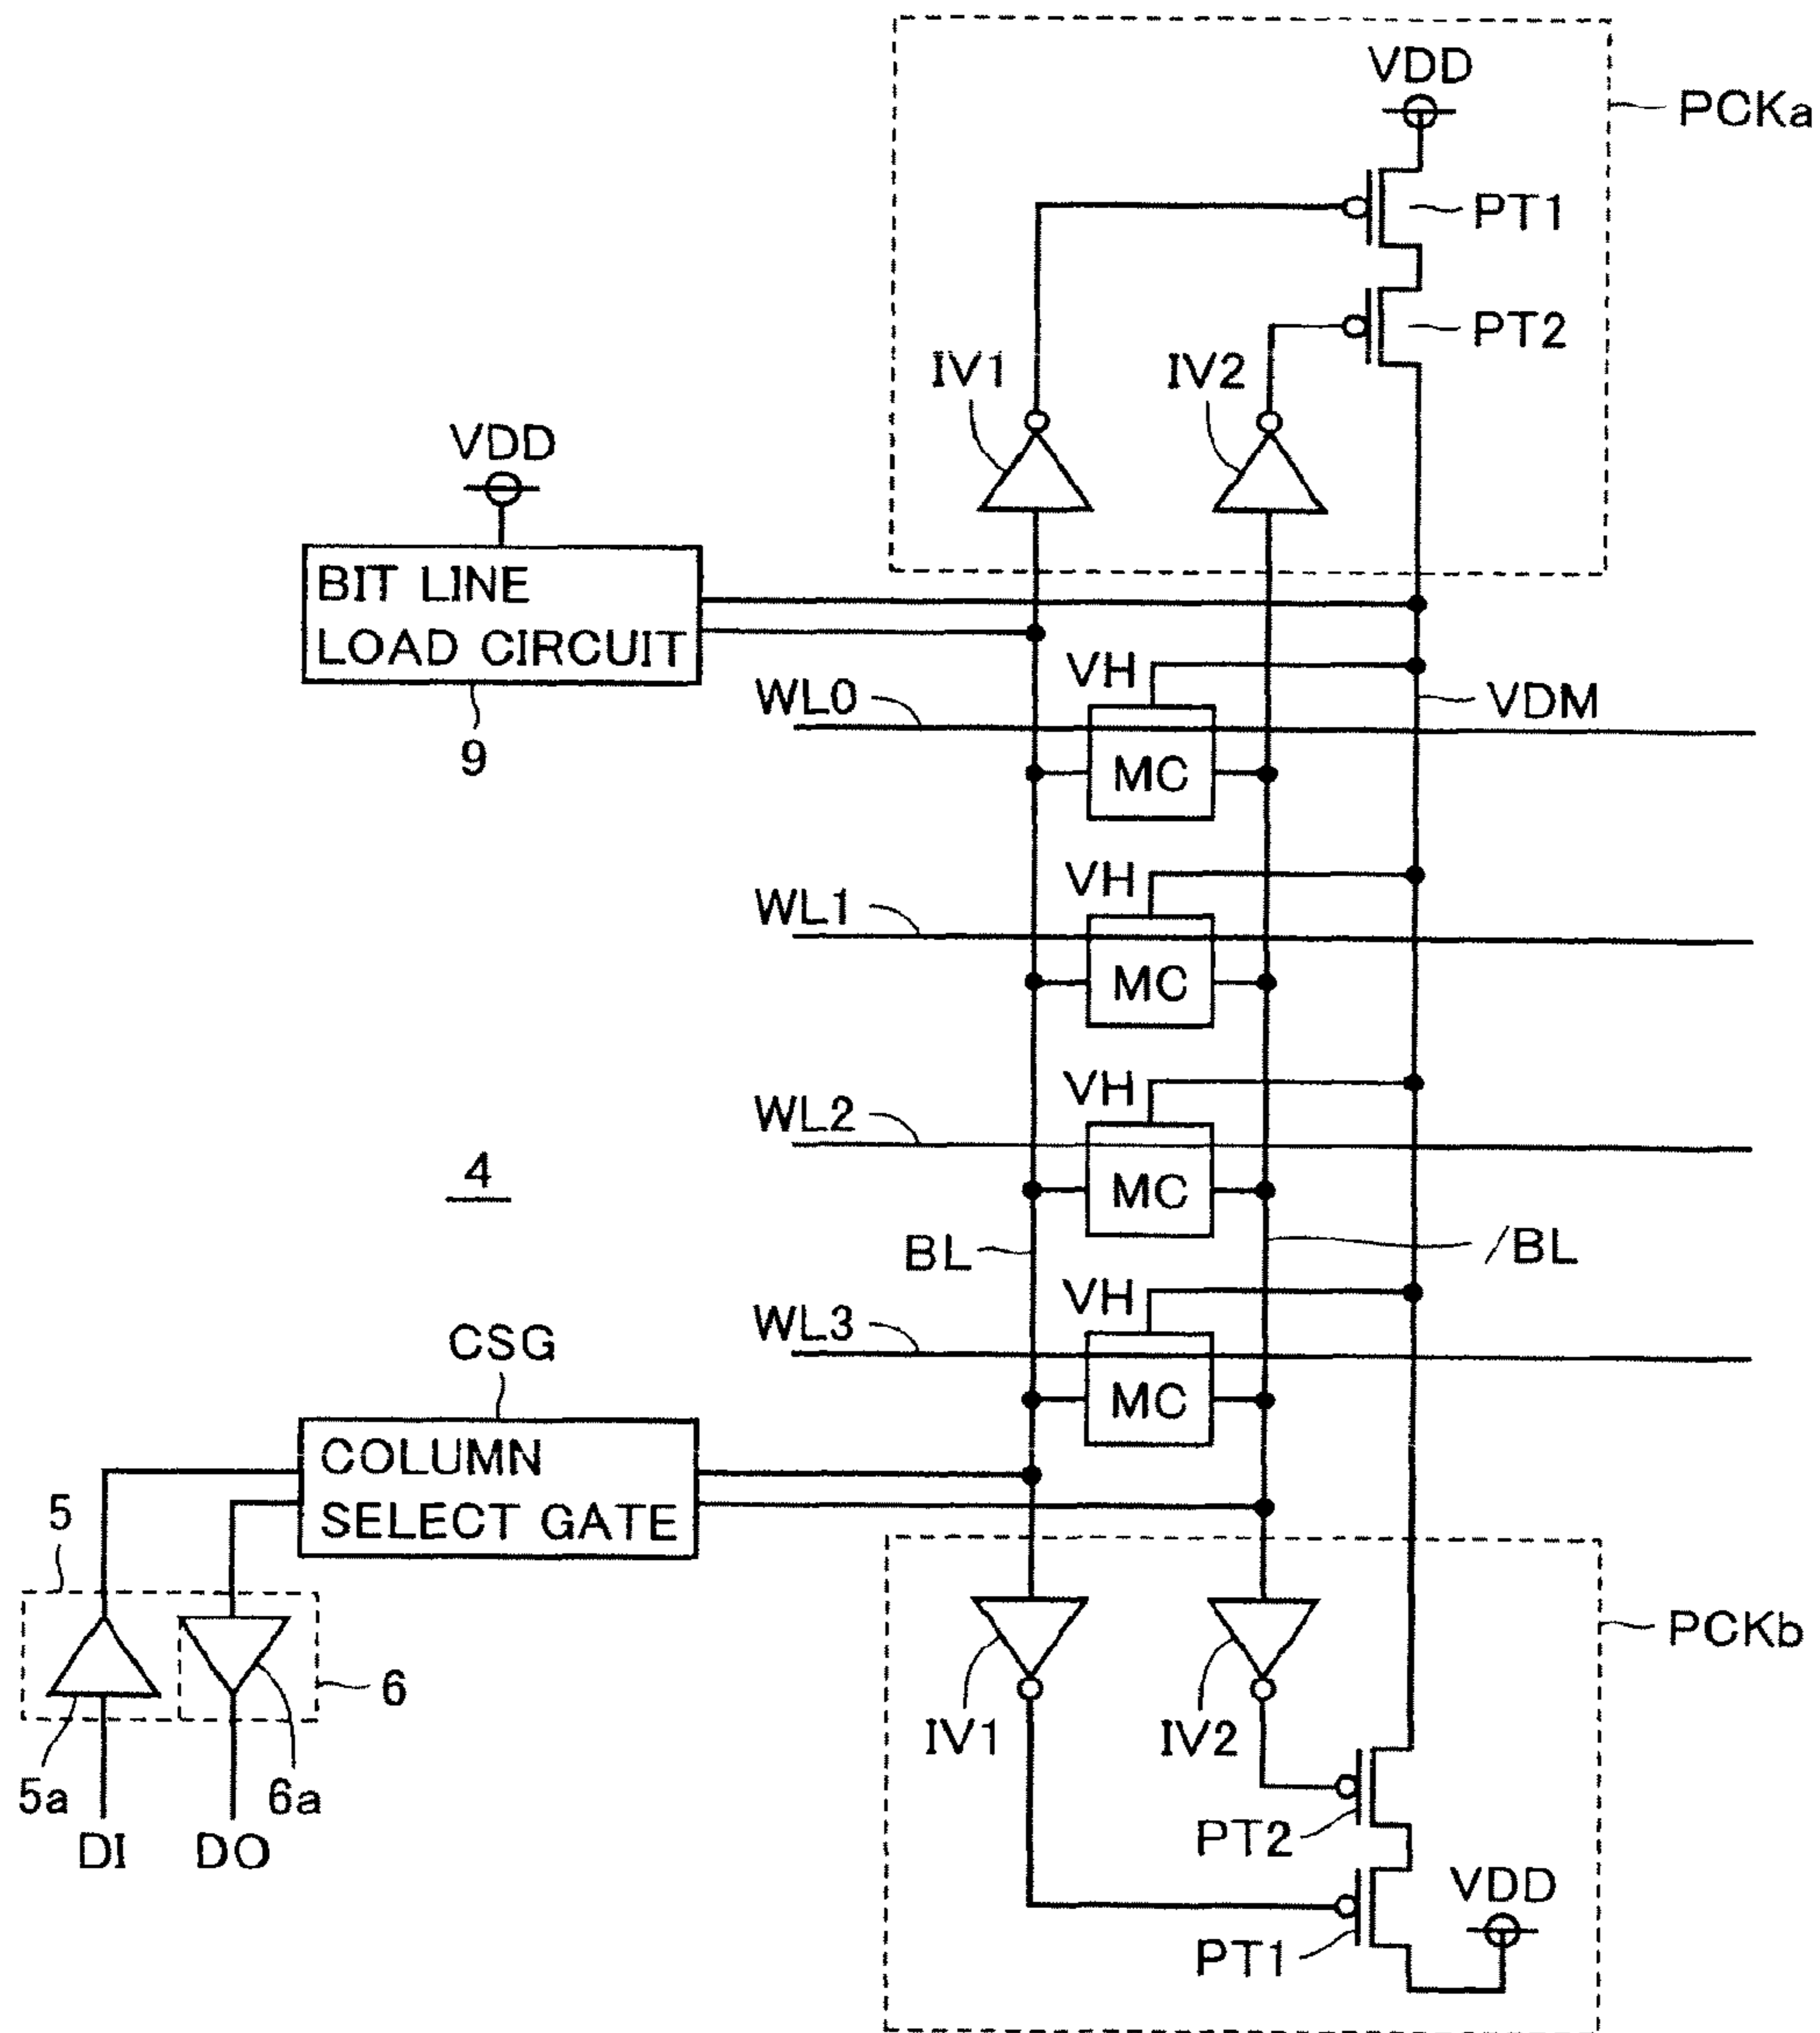 VDD
PCKa
PT1
PT2
IV1
IV2
VDD
BIT LINE
LOAD CIRCUIT
9
VH
VDM
WL0
MC
VH
WL1
MC
VH
WL2
MC
4
BL
/BL
VH
WL3
MC
CSG
COLUMN
SELECT GATE
5
6
PCKb
IV1
IV2
5a
6a
DI
DO
PT2
VDD
PT1